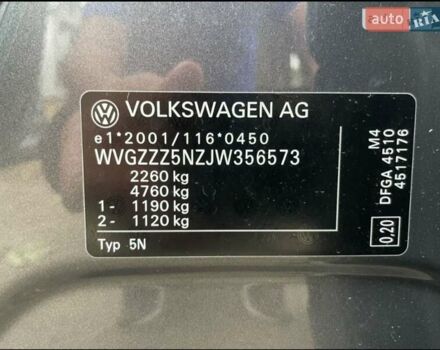 auto RIA
VOLKSWAGEN AG
e1*2001/116*0450
WVGZZZ5NZJW356573
2260 kg
4760 kg
1- 1190 kg
2- 1120 kg
Typ 5N
M4
DFGA 4510
4517176
0,20